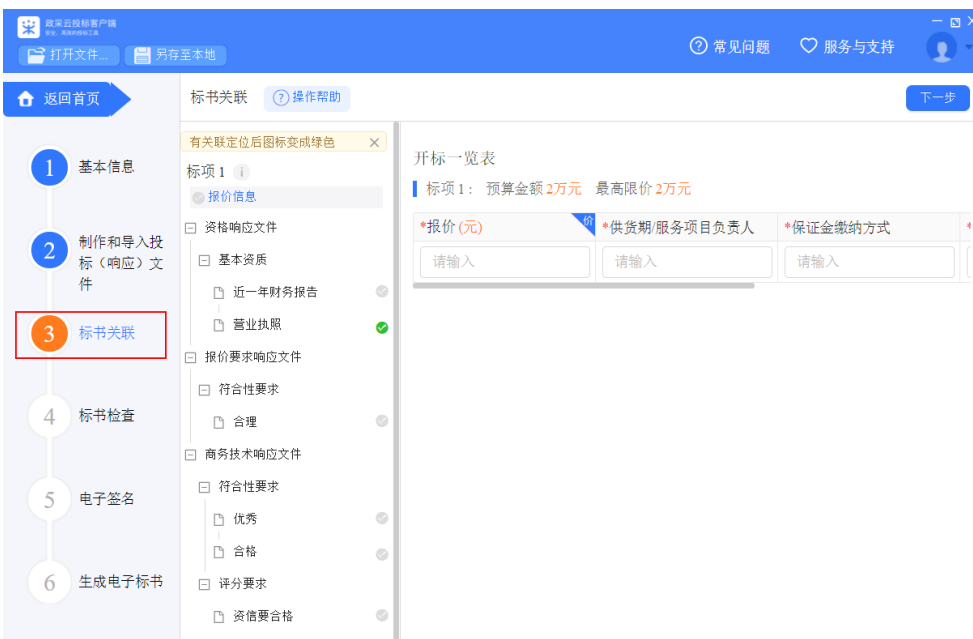 政采云投标客户端
安全、高效的投标工具
打开文件...
另存至本地
常见问题
服务与支持
返回首页
标书关联
操作帮助
下一步
1 基本信息
2 制作和导入投
标（响应）文
件
3 标书关联
4 标书检查
5 电子签名
6 生成电子标书
有关联定位后图标变成绿色
标项 1
报价信息
资格响应文件
基本资质
近一年财务报告
营业执照
报价要求响应文件
符合性要求
合理
商务技术响应文件
符合性要求
优秀
合格
评分要求
资信要合格
开标一览表
标项 1： 预算金额 2万元 最高限价 2万元
*报价 (元) 价 *供货期/服务项目负责人 *保证金缴纳方式 *
请输入 请输入 请输入